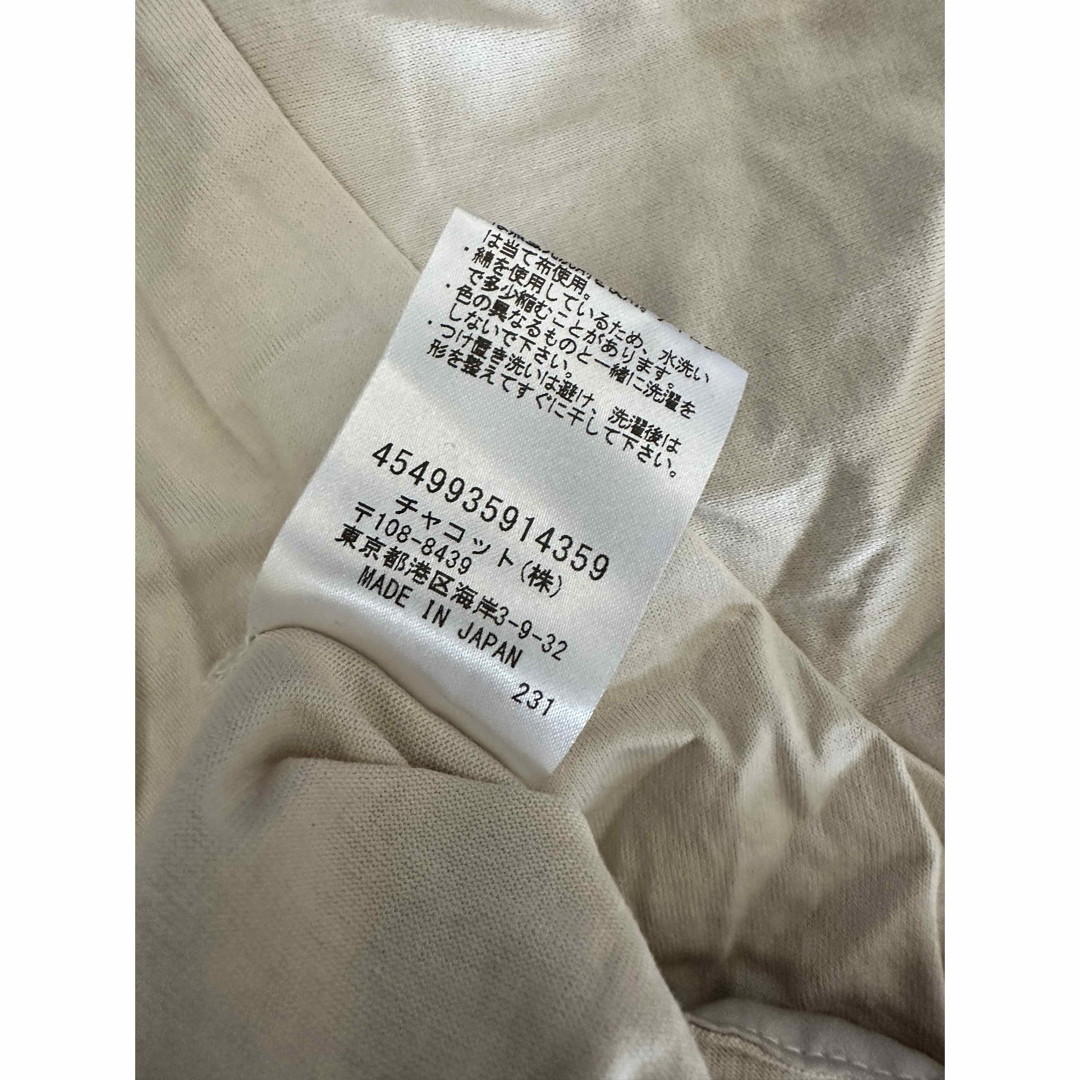 は当て布使用。
・綿を使用しているため、水洗い
で多少縮むことがあります。
・色の異なるものと一緒に洗濯を
しないで下さい。
・つけ置き洗いは避け、洗濯後は
形を整えてすぐに干して下さい。
4549935914359
チャコット(株)
〒108-8439
東京都港区海岸3-9-32
MADE IN JAPAN
231